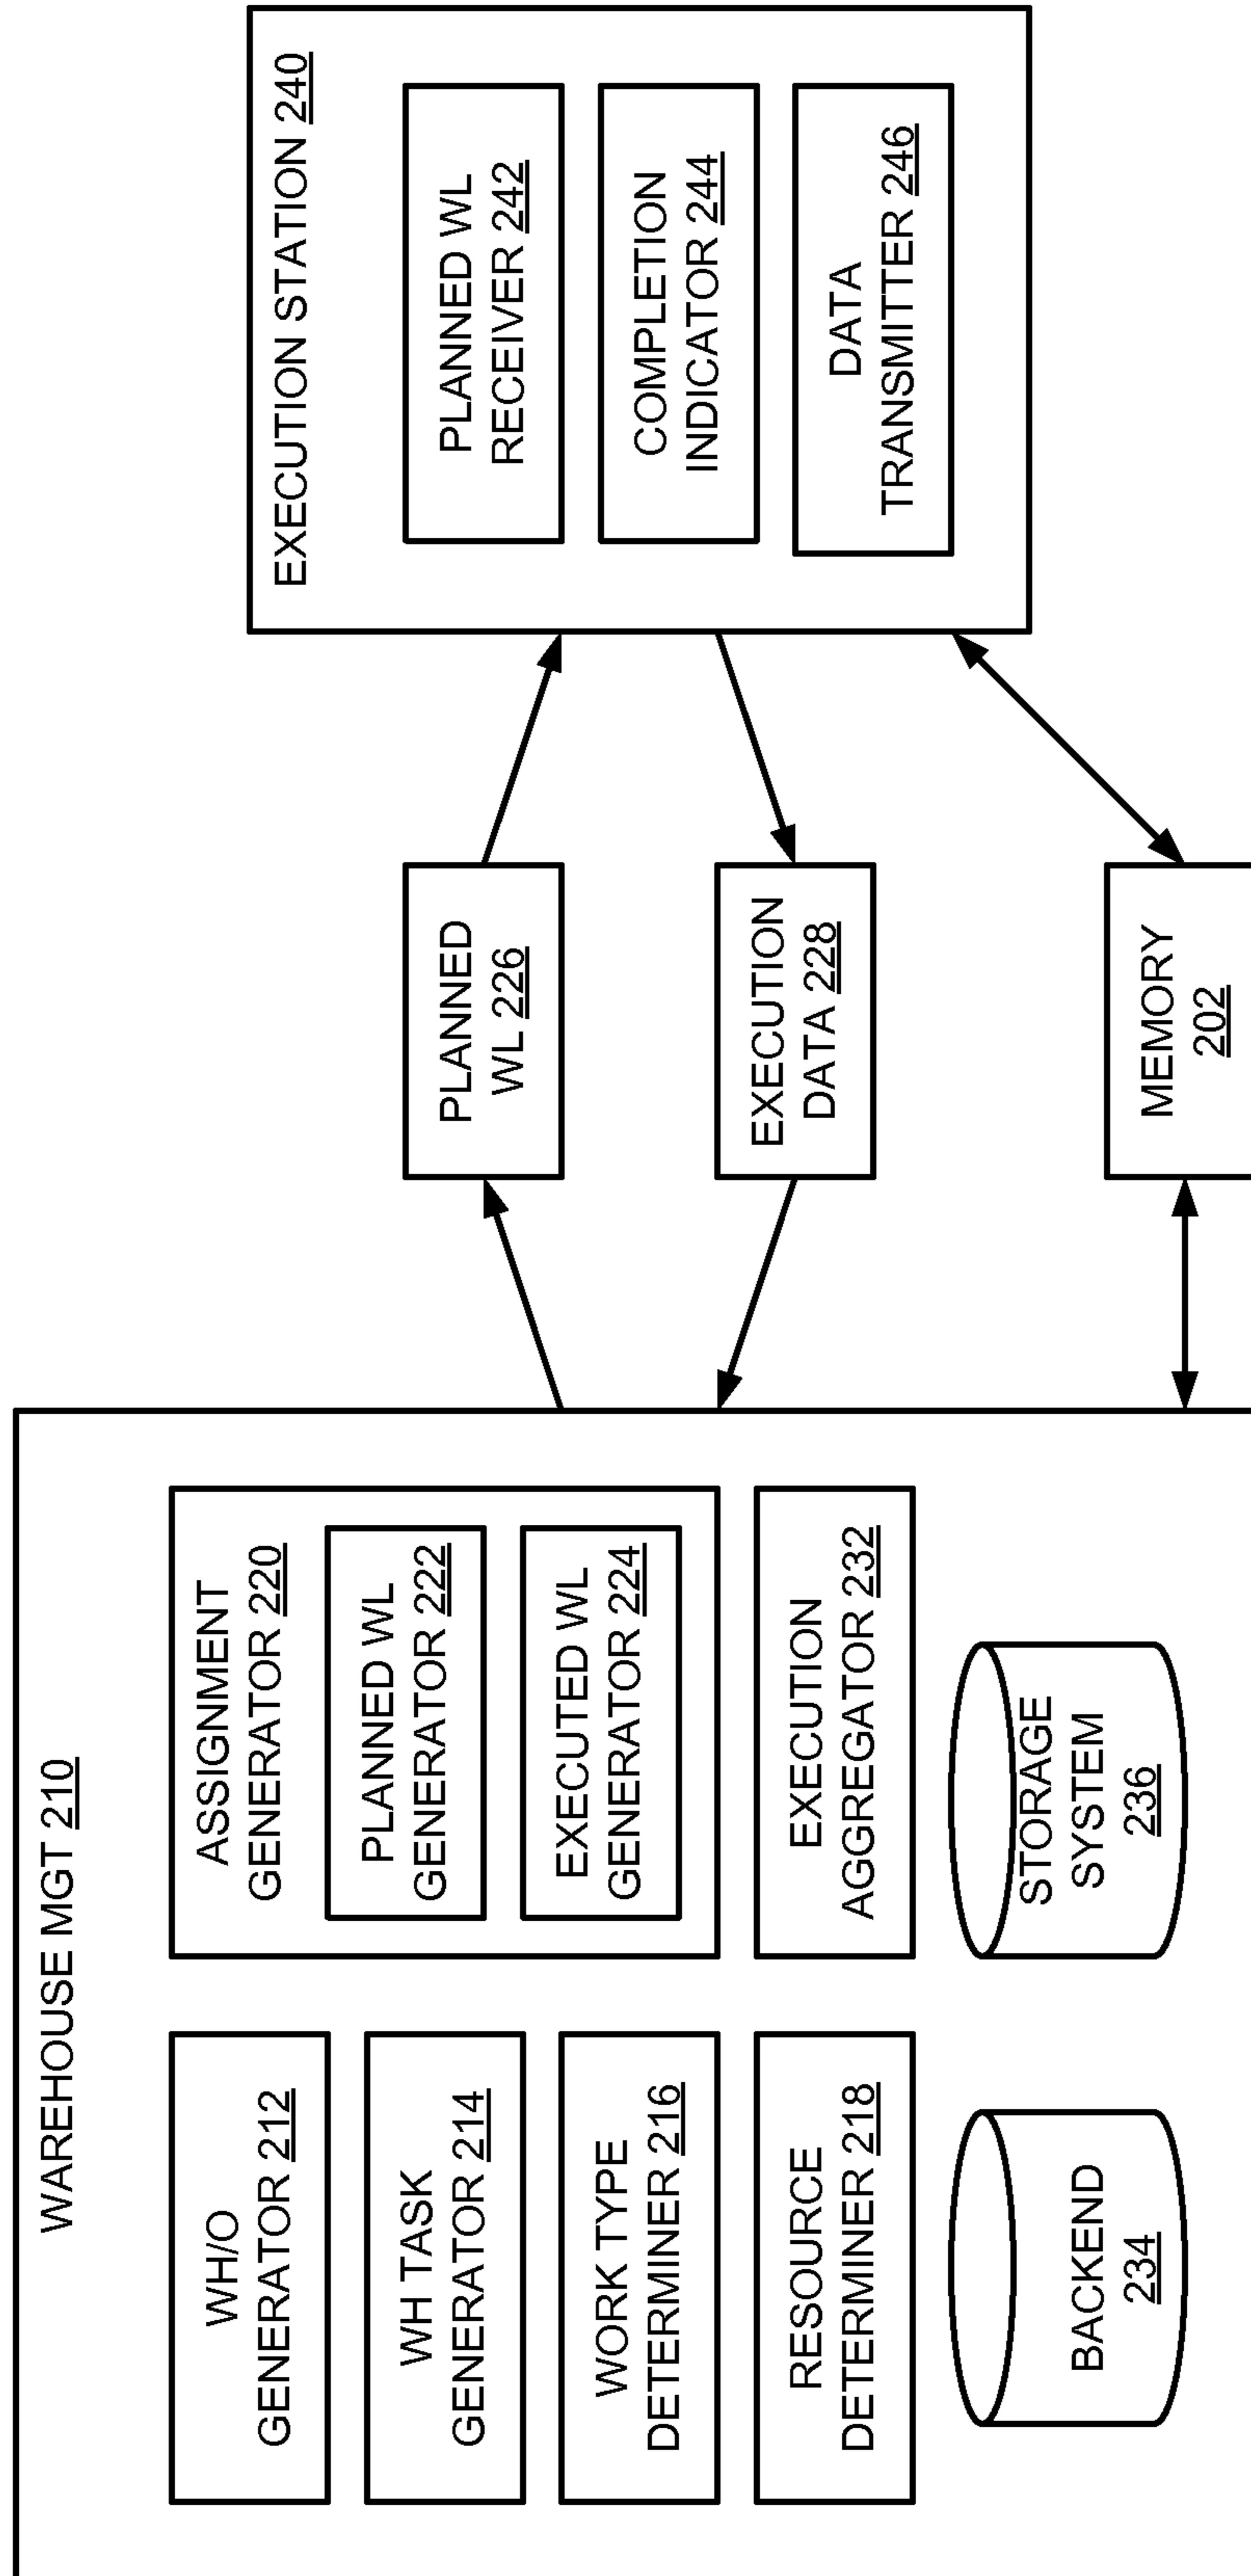 WAREHOUSE MGT 210
WH/O
GENERATOR 212
WH TASK
GENERATOR 214
WORK TYPE
DETERMINER 216
RESOURCE
DETERMINER 218
BACKEND
234
ASSIGNMENT
GENERATOR 220
PLANNED WL
GENERATOR 222
EXECUTED WL
GENERATOR 224
EXECUTION
AGGREGATOR 232
STORAGE
SYSTEM
236
PLANNED
WL 226
EXECUTION
DATA 228
MEMORY
202
EXECUTION STATION 240
PLANNED WL
RECEIVER 242
COMPLETION
INDICATOR 244
DATA
TRANSMITTER 246